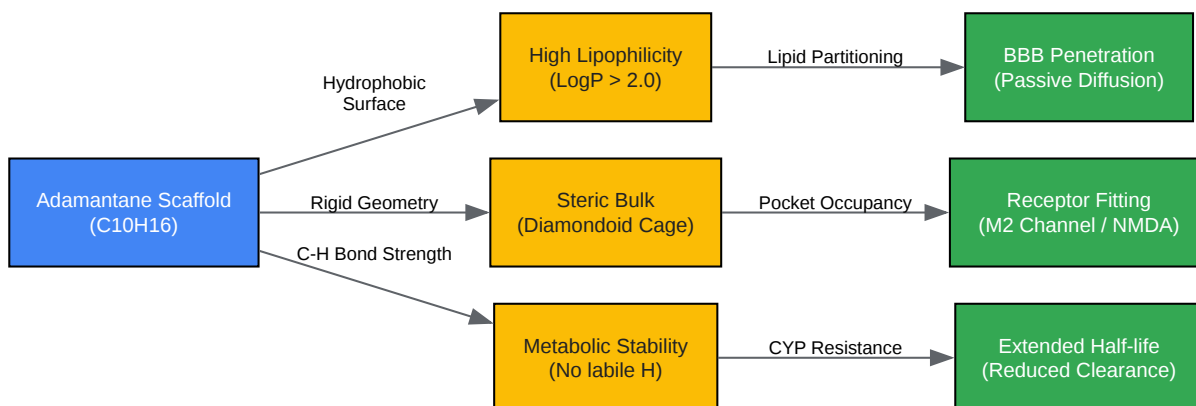 High Lipophilicity
(LogP > 2.0)
Lipid Partitioning
BBB Penetration
(Passive Diffusion)
Hydrophobic
Surface
Adamantane Scaffold
(C10H16)
Rigid Geometry
Steric Bulk
(Diamondoid Cage)
Pocket Occupancy
Receptor Fitting
(M2 Channel / NMDA)
C-H Bond Strength
Metabolic Stability
(No labile H)
CYP Resistance
Extended Half-life
(Reduced Clearance)